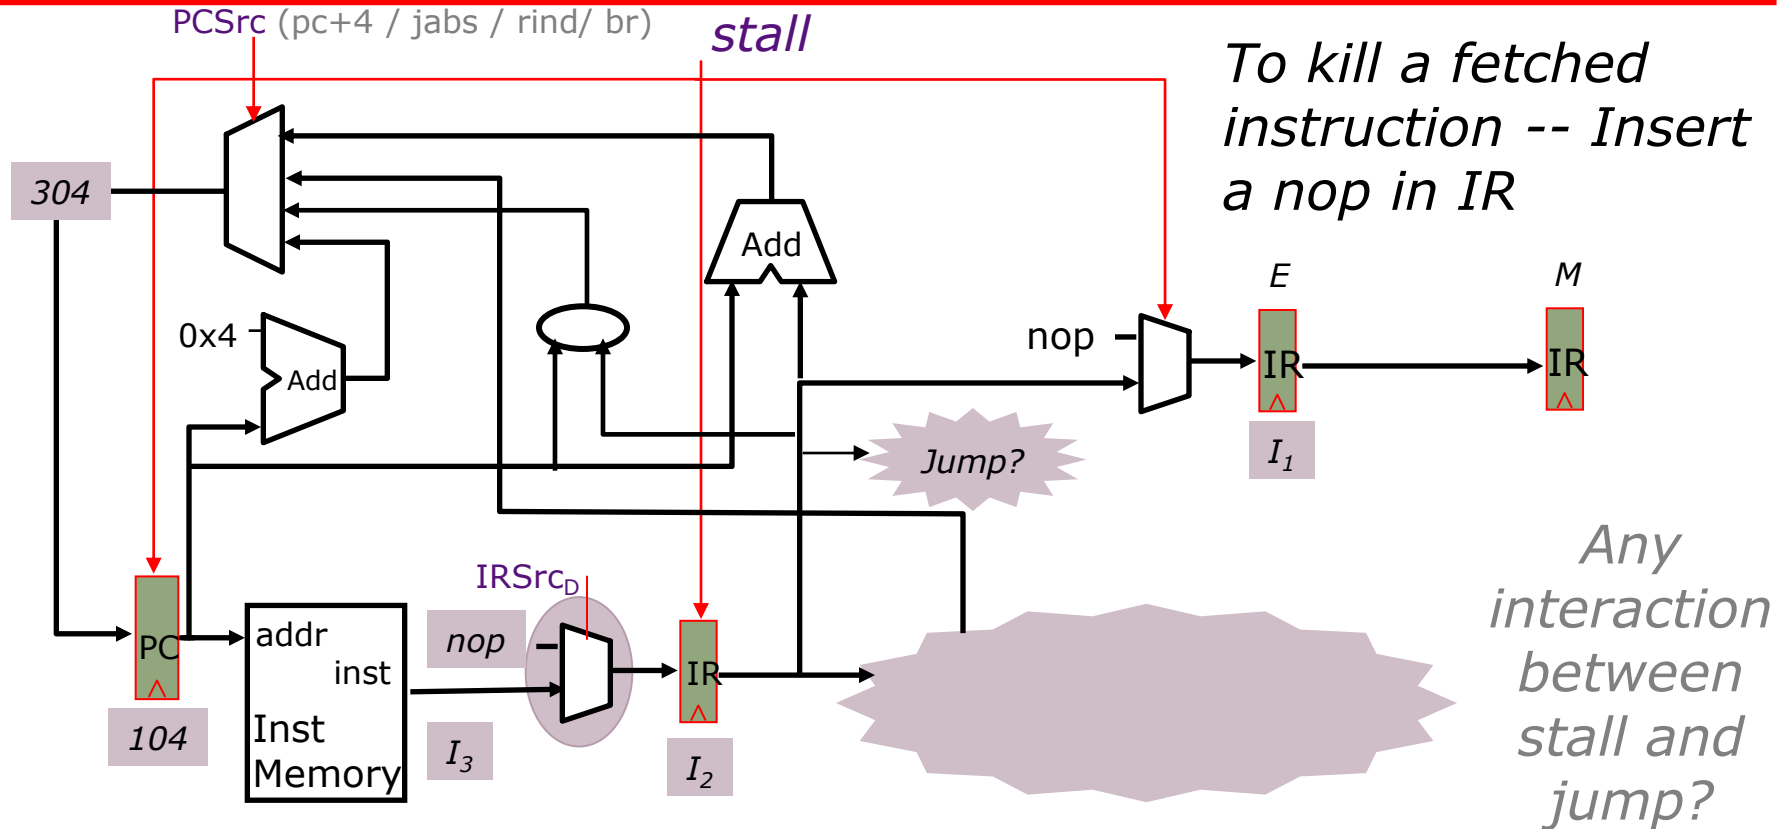 PCSrc (pc+4 / jabs / rind/ br)
stall
To kill a fetched
instruction -- Insert
a nop in IR
304
Add
E
M
0x4
Add
nop
IR
IR
I1
Jump?
Any
interaction
between
stall and
jump?
IRSrcD
PC
addr
inst
nop
IR
104
Inst
Memory
I3
I2